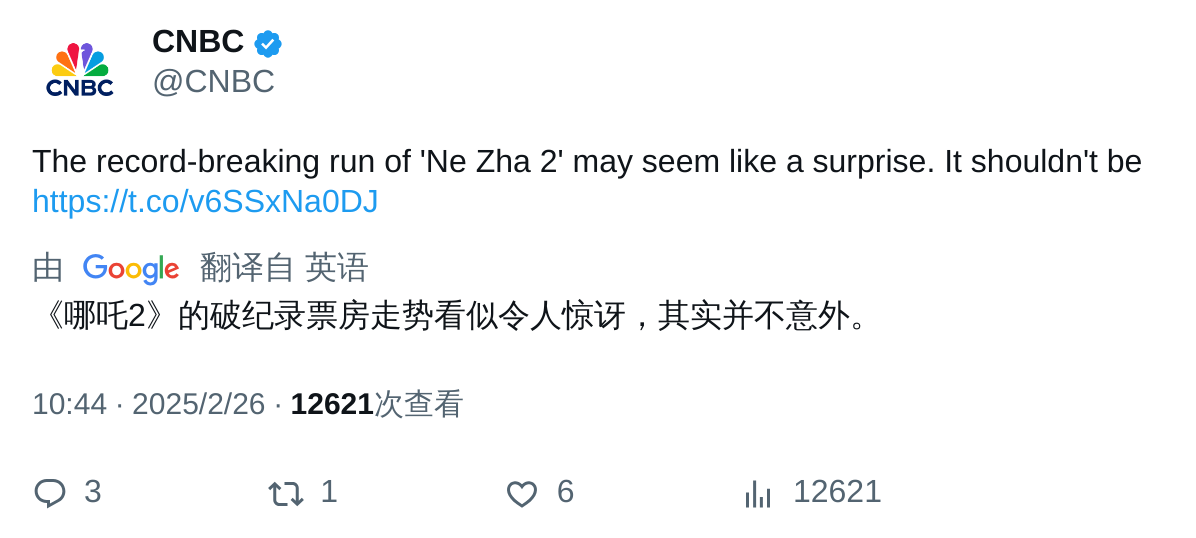 CNBC
CNBC
@CNBC
The record-breaking run of 'Ne Zha 2' may seem like a surprise. It shouldn't be
https://t.co/v6SSxNa0DJ
由 Google 翻译自 英语
《哪吒2》的破纪录票房走势看似令人惊讶，其实并不意外。
10:44 · 2025/2/26 · 12621次查看
3 1 6 12621